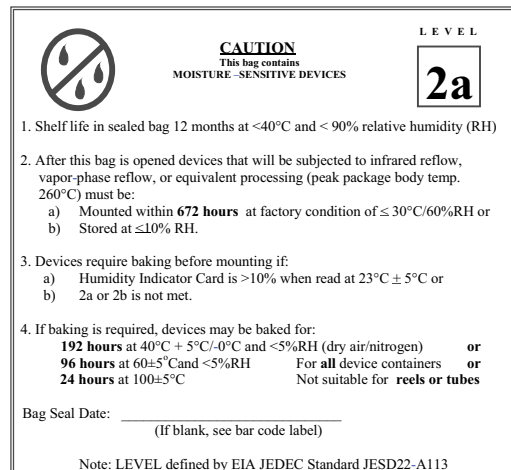 LEVEL
2a
CAUTION
This bag contains
MOISTURE –SENSITIVE DEVICES
1. Shelf life in sealed bag 12 months at <40°C and < 90% relative humidity (RH)
2. After this bag is opened devices that will be subjected to infrared reflow,
vapor-phase reflow, or equivalent processing (peak package body temp.
260°C) must be:
a) Mounted within 672 hours at factory condition of ≤ 30°C/60%RH or
b) Stored at ≤10% RH.
3. Devices require baking before mounting if:
a) Humidity Indicator Card is >10% when read at 23°C ± 5°C or
b) 2a or 2b is not met.
4. If baking is required, devices may be baked for:
192 hours at 40°C + 5°C/-0°C and <5%RH (dry air/nitrogen) or
96 hours at 60±5°Cand <5%RH For all device containers or
24 hours at 100±5°C Not suitable for reels or tubes
Bag Seal Date: ______________________________
(If blank, see bar code label)
Note: LEVEL defined by EIA JEDEC Standard JESD22-A113